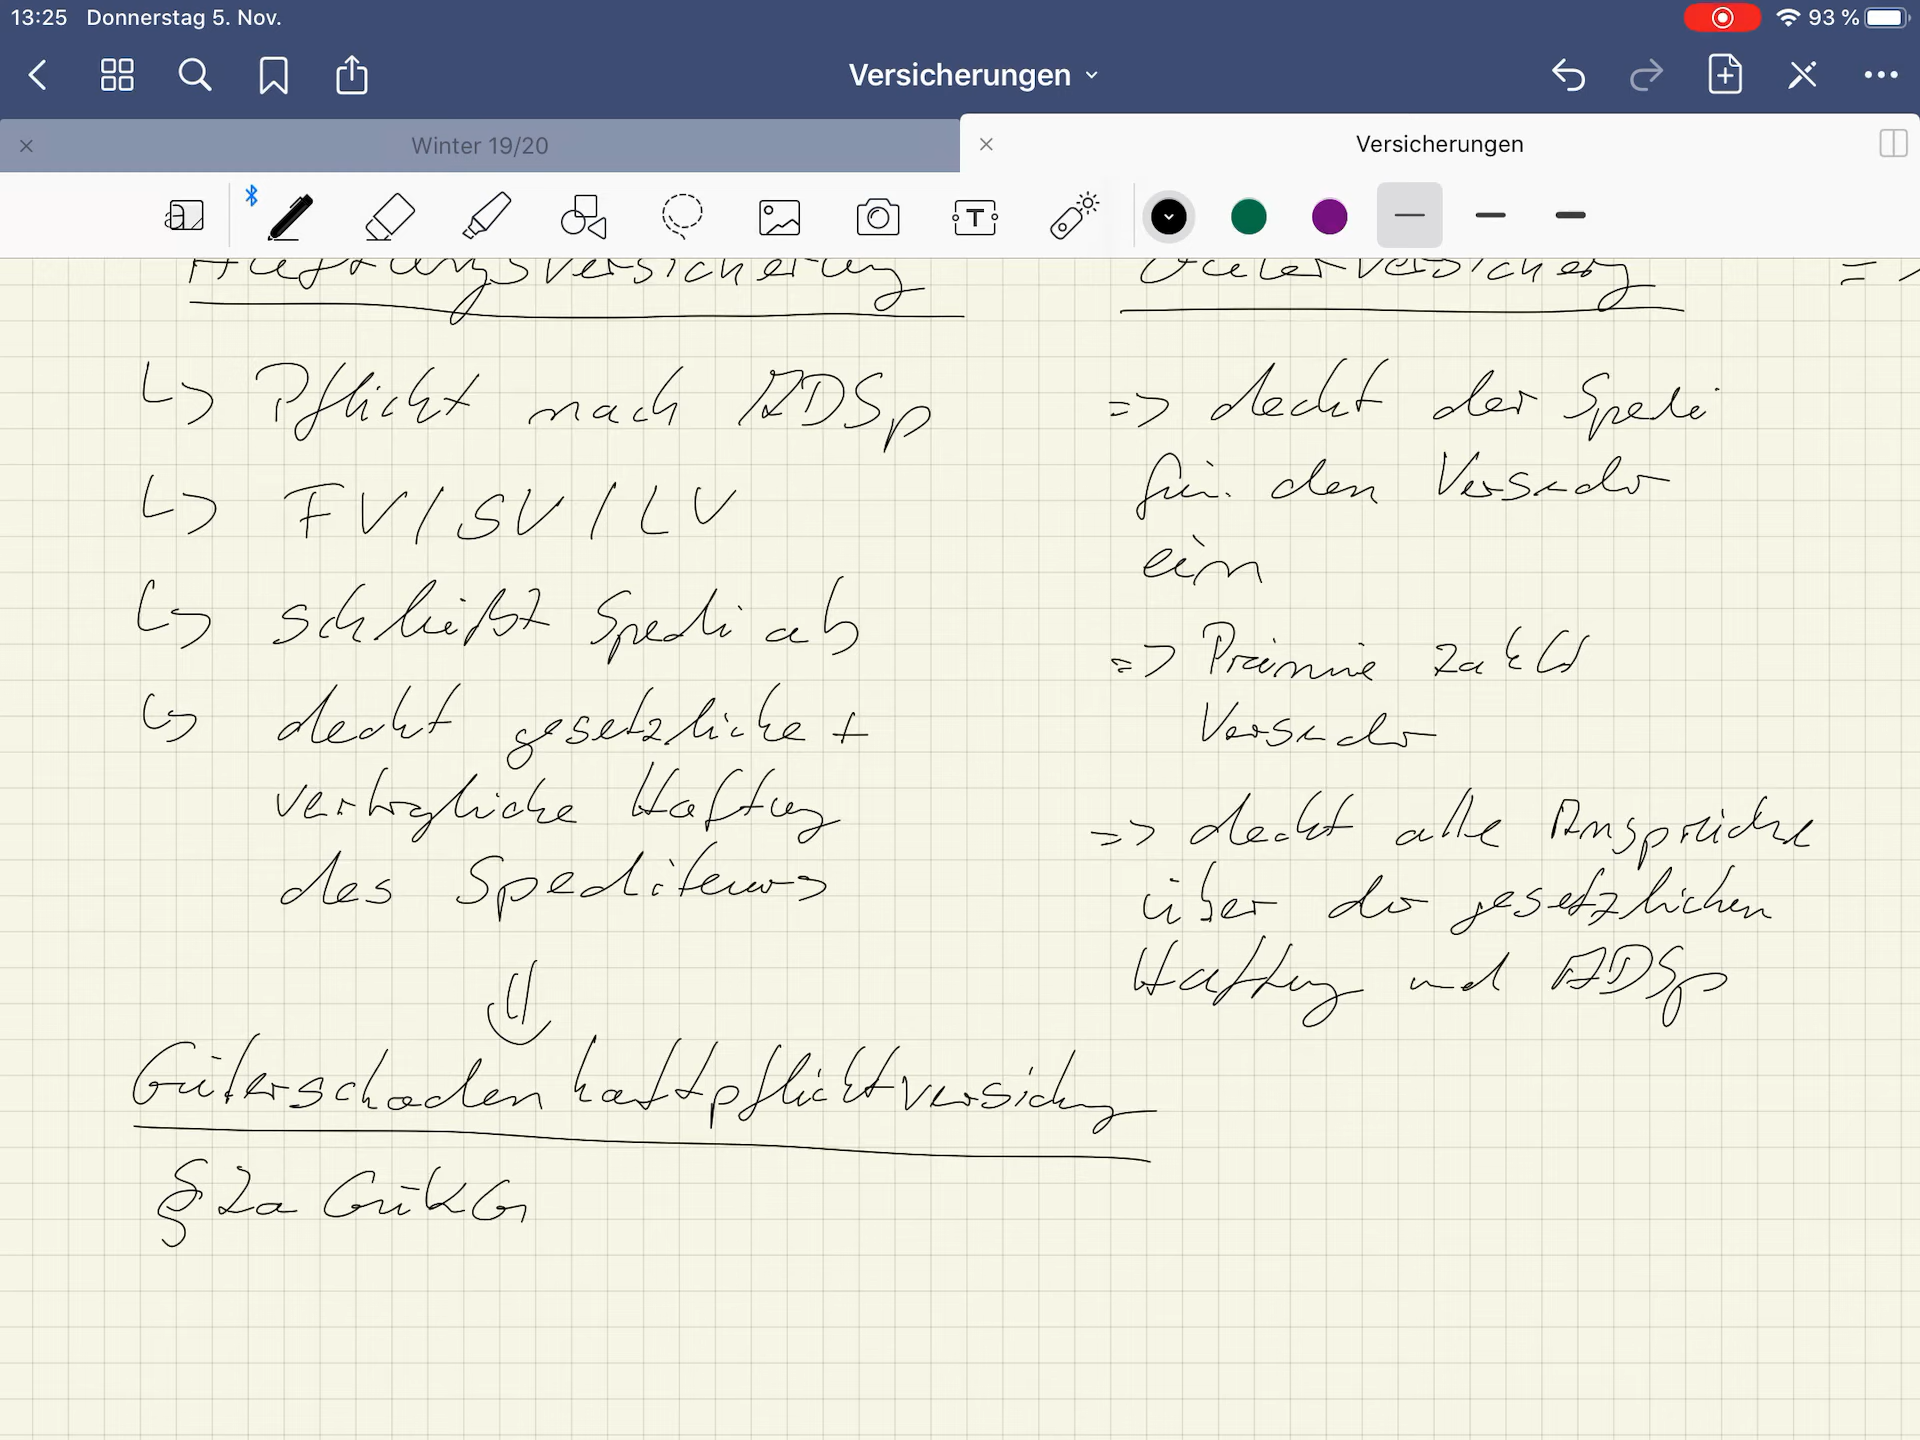 13:25 Donnerstag 5. Nov.
93 %
Versicherungen
Winter 19/20
Versicherungen
T
Haftungsversicherung
↳ Pflicht nach ADSp
↳ FV / SV / LV
↳ schließt Spedi ab
↳ deckt gesetzliche +
vertragliche Haftung
des Spediteurs
⇓
Güterschadenhaftpflichtversicherung
§ 7a GüKG
Güterversicherung
=>
=> deckt der Spedi
für den Versender
ein
=> Prämie zahlt
Versender
=> deckt alle Ansprüche
über der gesetzlichen
Haftung und ADSp